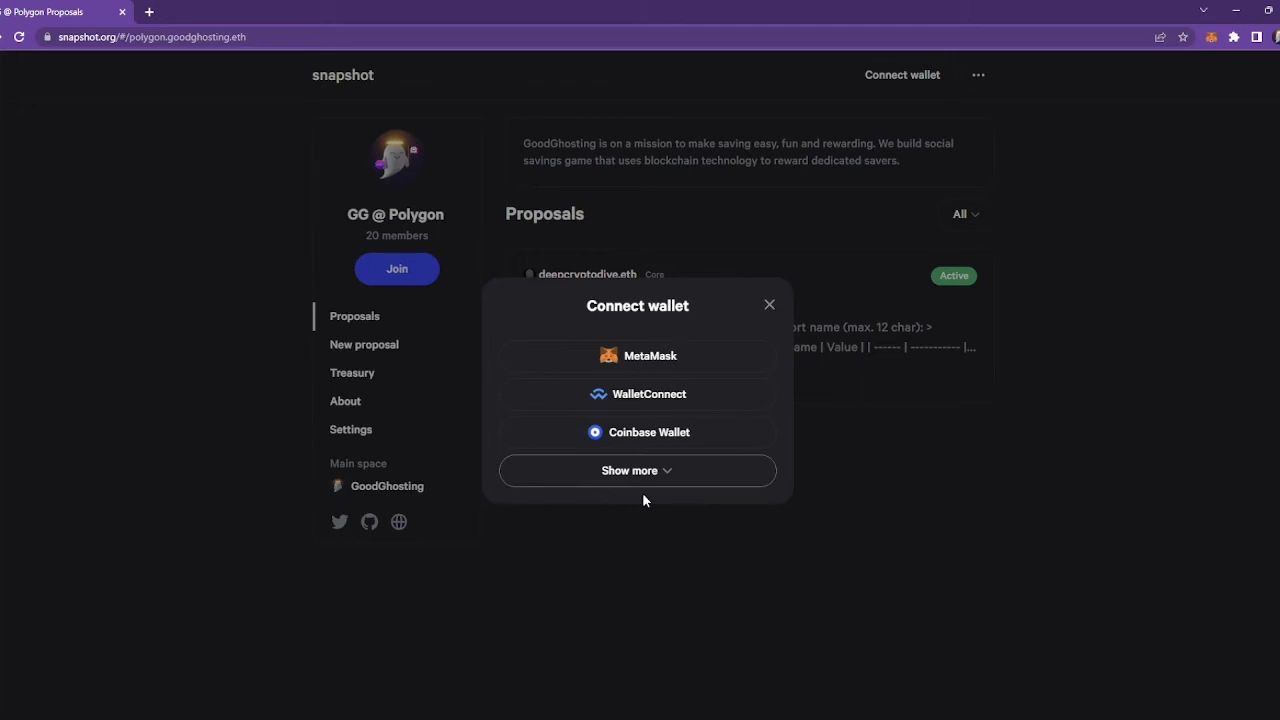 @ Polygon Proposals
snapshot.org/#/polygon.goodghosting.eth
snapshot
Connect wallet
GoodGhosting is on a mission to make saving easy, fun and rewarding. We build social
savings game that uses blockchain technology to reward dedicated savers.
GG @ Polygon
20 members
Join
Proposals
New proposal
Treasury
About
Settings
Main space
GoodGhosting
Proposals
All
deepcryptodive.eth Core
Active
ort name (max. 12 char): >
ame | Value | | ------ | ----------- |...
Connect wallet
MetaMask
WalletConnect
Coinbase Wallet
Show more